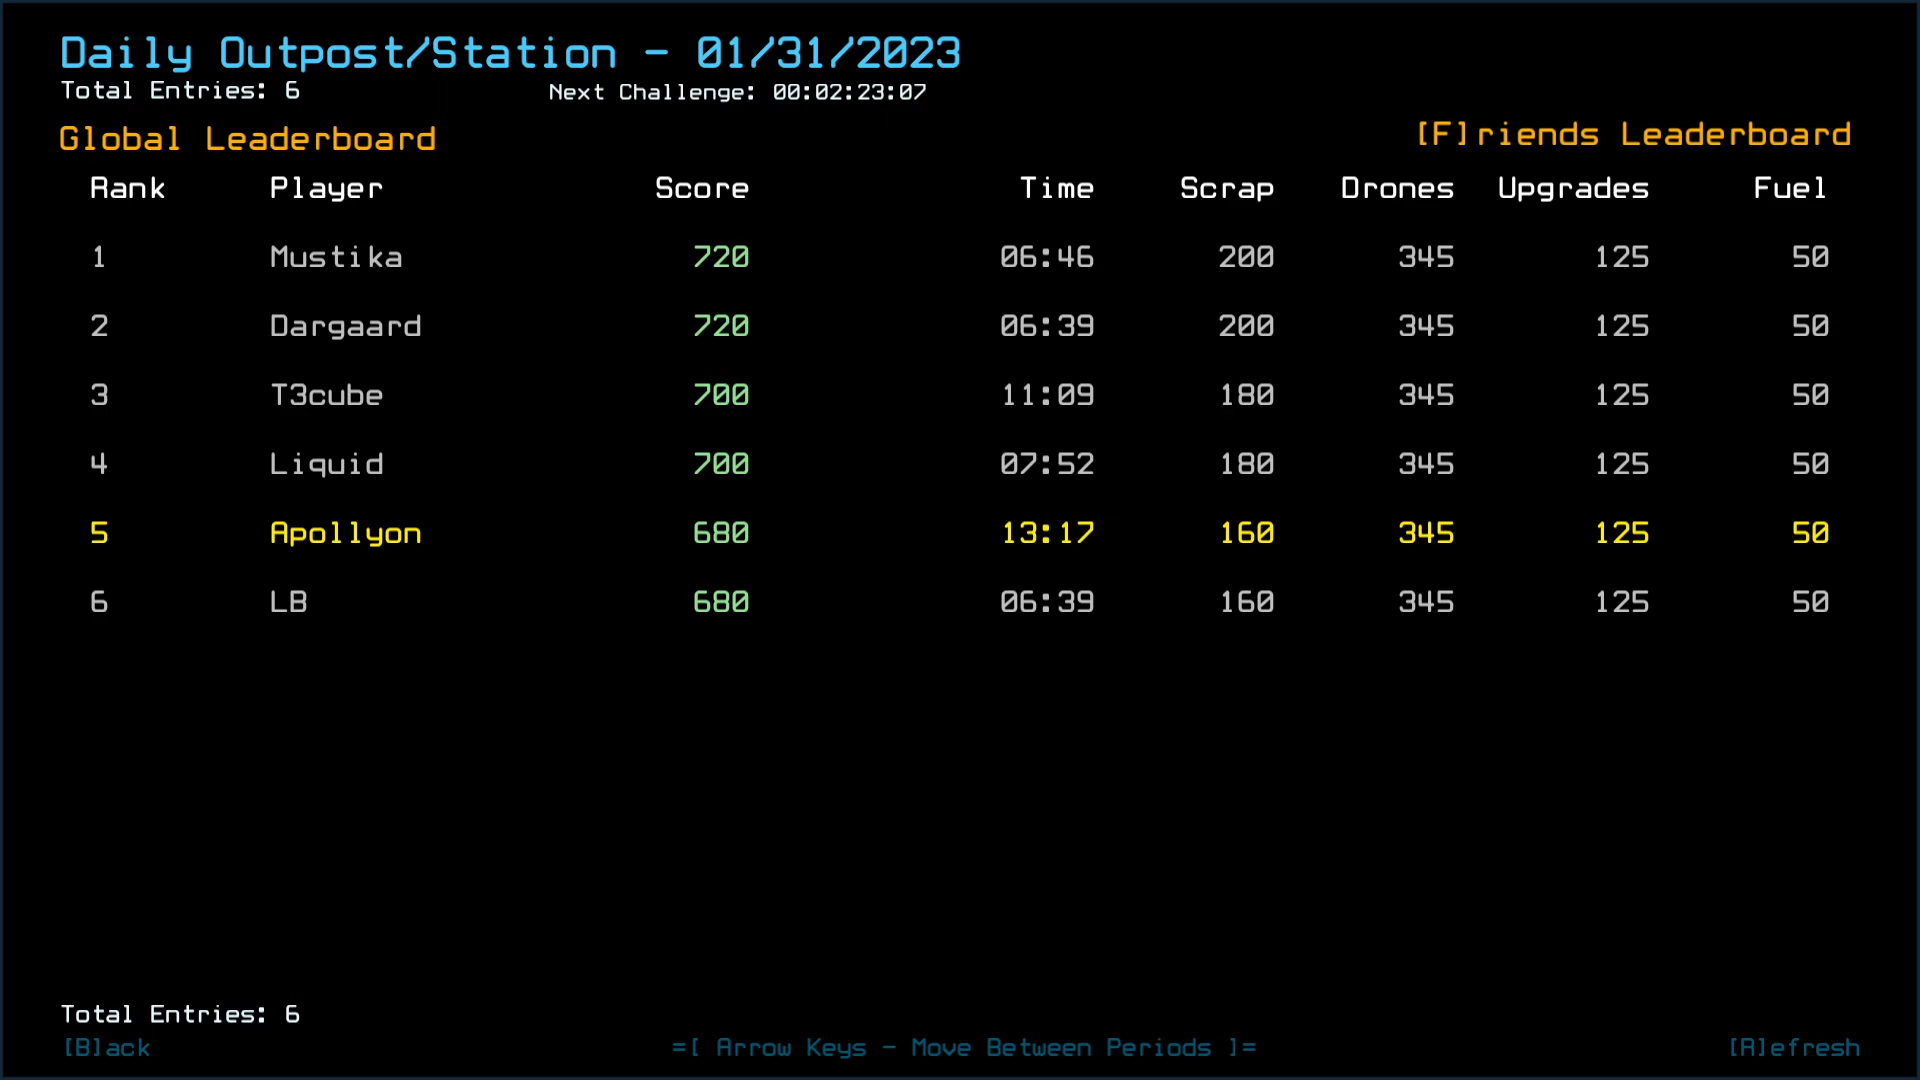 Daily Outpost/Station - 01/31/2023
Total Entries: 6 Next Challenge: 00:02:23:07
Global Leaderboard [F]riends Leaderboard
Rank Player Score Time Scrap Drones Upgrades Fuel
1 Mustika 720 06:46 200 345 125 50
2 Dargaard 720 06:39 200 345 125 50
3 T3cube 700 11:09 180 345 125 50
4 Liquid 700 07:52 180 345 125 50
5 Apollyon 680 13:17 160 345 125 50
6 LB 680 06:39 160 345 125 50
Total Entries: 6
[B]ack =[ Arrow Keys - Move Between Periods ]= [R]efresh